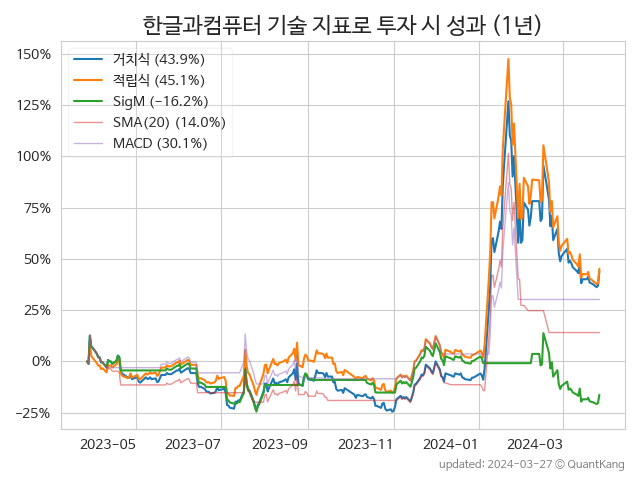 한글과컴퓨터 기술 지표로 투자 시 성과 (1년)
150%
125%
100%
75%
50%
25%
0%
−25%
거치식 (43.9%)
적립식 (45.1%)
SigM (−16.2%)
SMA(20) (14.0%)
MACD (30.1%)
2023-05
2023-07
2023-09
2023-11
2024-01
2024-03
updated: 2024-03-27 © QuantKang